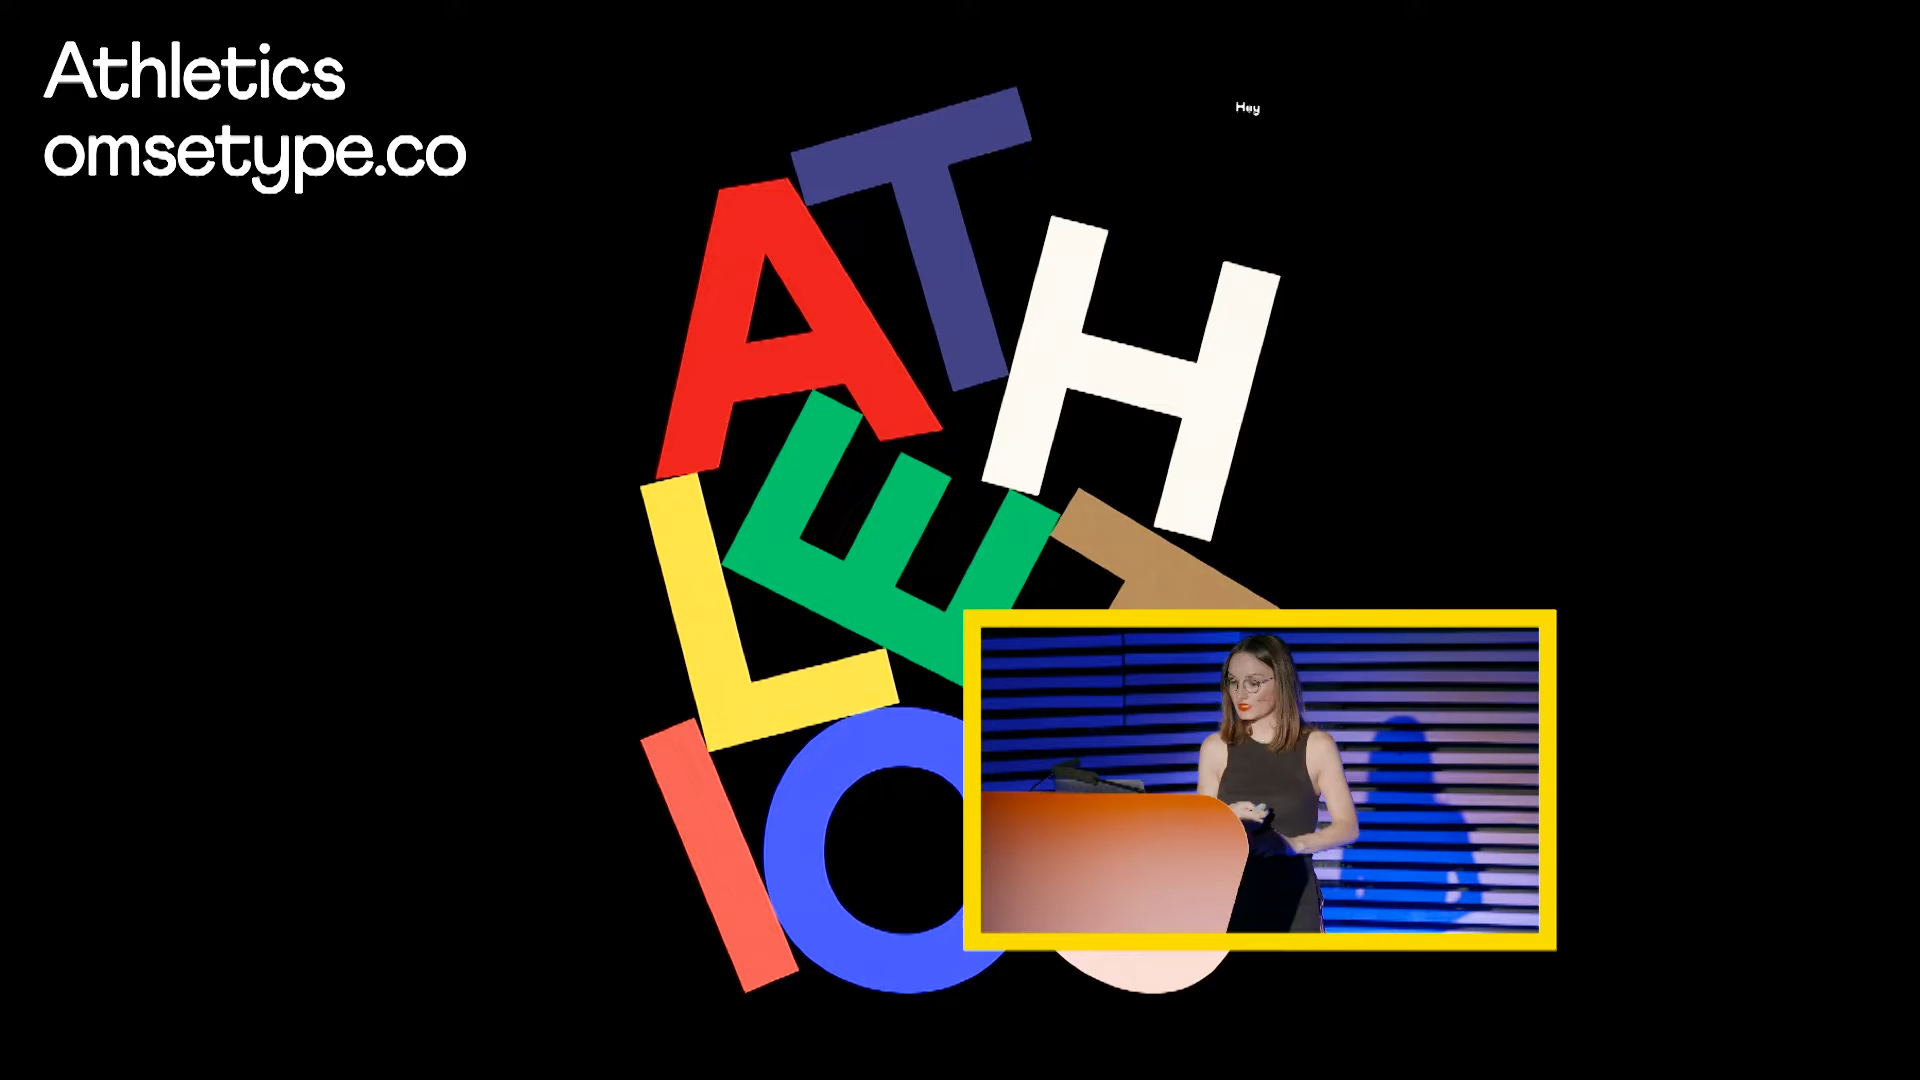 Athletics
omsetype.co
Hey
A T H
L E T
I C